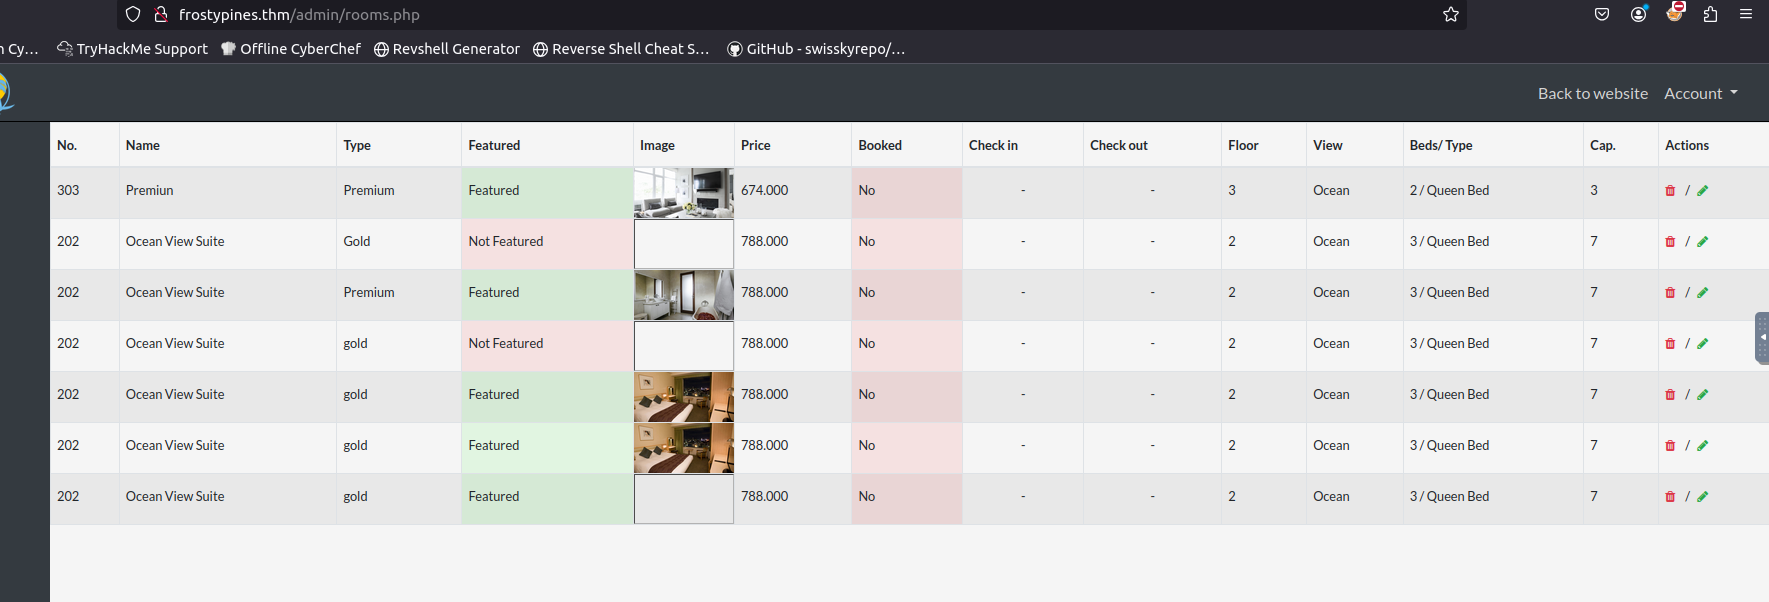 frostypines.thm/admin/rooms.php
n Cy... TryHackMe Support Offline CyberChef Revshell Generator Reverse Shell Cheat S... GitHub - swisskyrepo/...
Back to website Account
No. Name Type Featured Image Price Booked Check in Check out Floor View Beds/ Type Cap. Actions
303 Premiun Premium Featured 674.000 No - - 3 Ocean 2 / Queen Bed 3 /
202 Ocean View Suite Gold Not Featured 788.000 No - - 2 Ocean 3 / Queen Bed 7 /
202 Ocean View Suite Premium Featured 788.000 No - - 2 Ocean 3 / Queen Bed 7 /
202 Ocean View Suite gold Not Featured 788.000 No - - 2 Ocean 3 / Queen Bed 7 /
202 Ocean View Suite gold Featured 788.000 No - - 2 Ocean 3 / Queen Bed 7 /
202 Ocean View Suite gold Featured 788.000 No - - 2 Ocean 3 / Queen Bed 7 /
202 Ocean View Suite gold Featured 788.000 No - - 2 Ocean 3 / Queen Bed 7 /